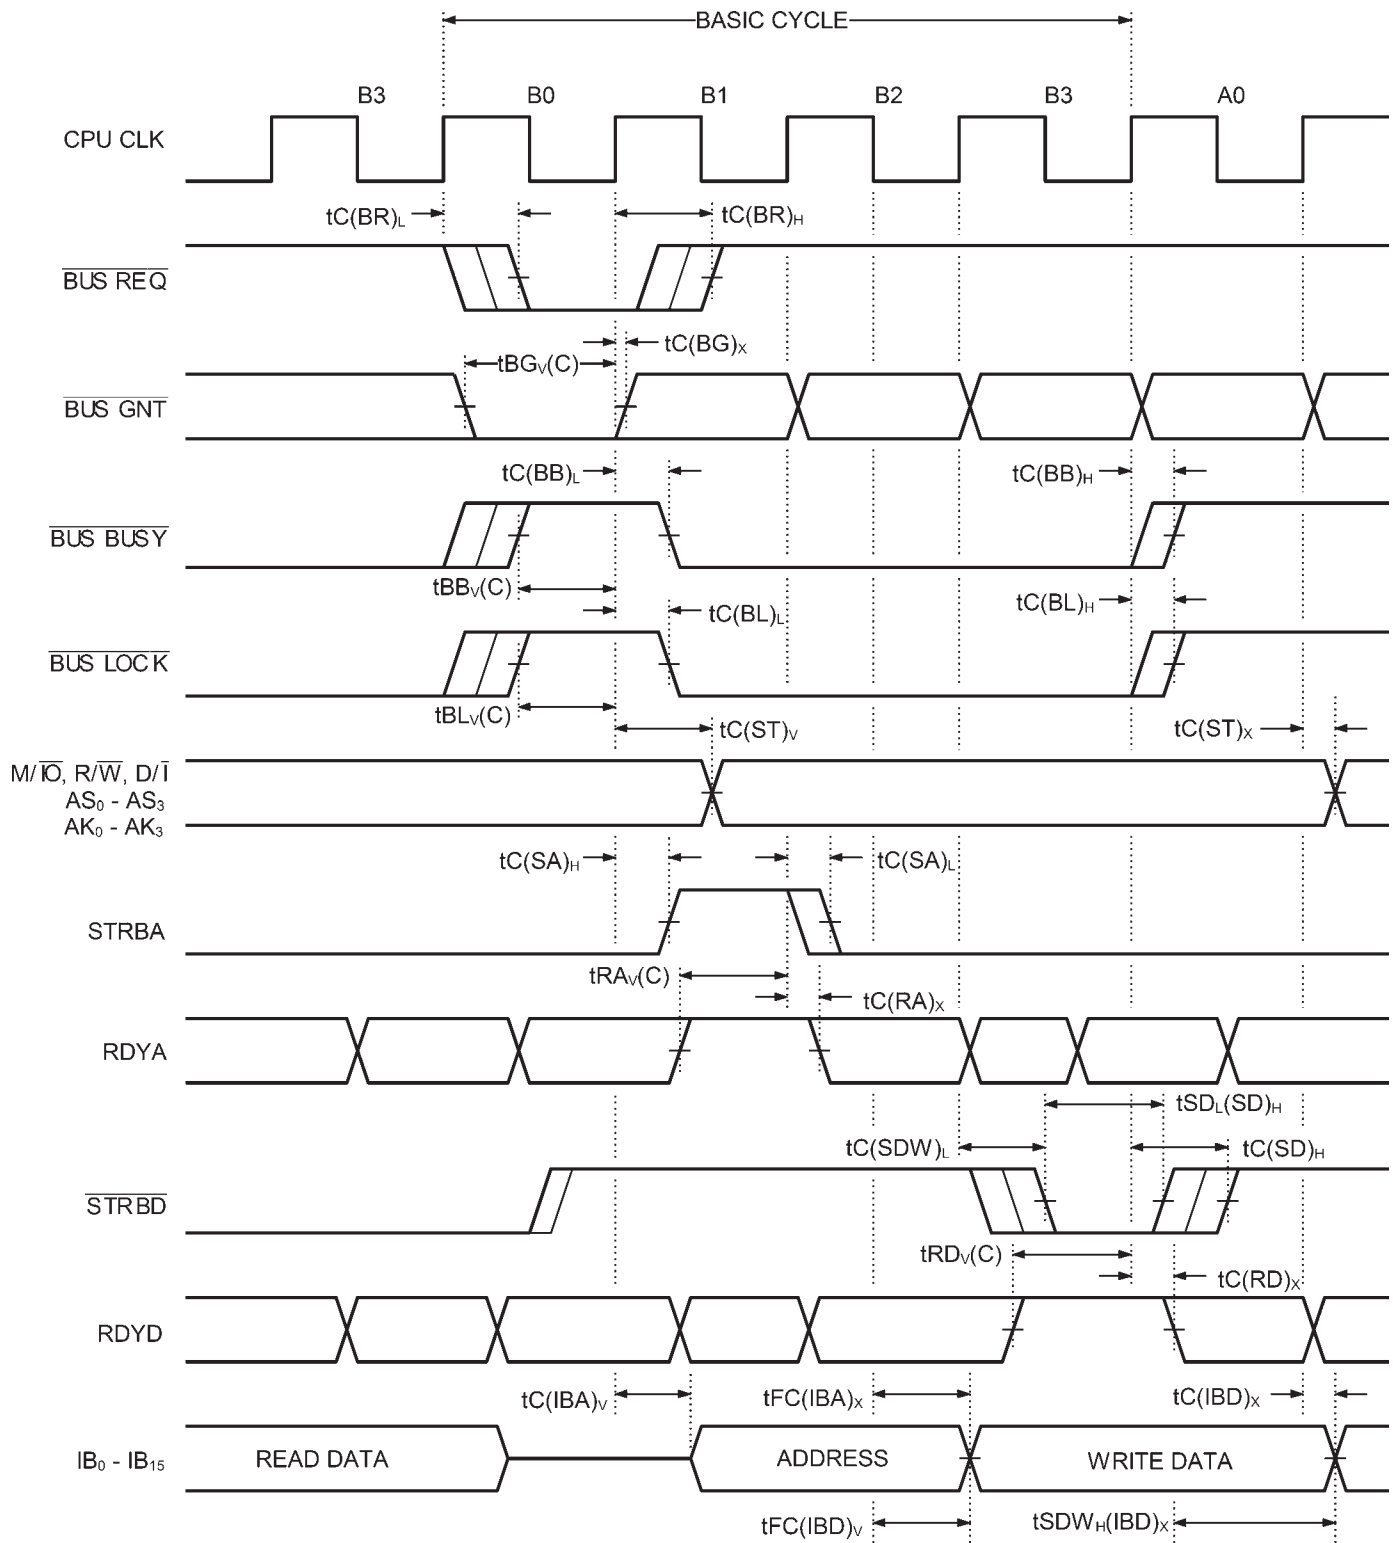 BASIC CYCLE
B3 B0 B1 B2 B3 A0
CPU CLK
tC(BR)L tC(BR)H
BUS REQ
tC(BG)X
tBGV(C)
BUS GNT
tC(BB)L tC(BB)H
BUS BUSY
tBBV(C)
tC(BL)L tC(BL)H
BUS LOCK
tBLV(C)
tC(ST)V tC(ST)X
M/IO, R/W, D/I
AS0 - AS3
AK0 - AK3
tC(SA)H tC(SA)L
STRBA
tRAV(C)
tC(RA)X
RDYA
tSDL(SD)H
tC(SDW)L tC(SD)H
STRBD
tRDV(C)
tC(RD)X
RDYD
tC(IBA)V tFC(IBA)X tC(IBD)X
IB0 - IB15 READ DATA ADDRESS WRITE DATA
tFC(IBD)V tSDWH(IBD)X